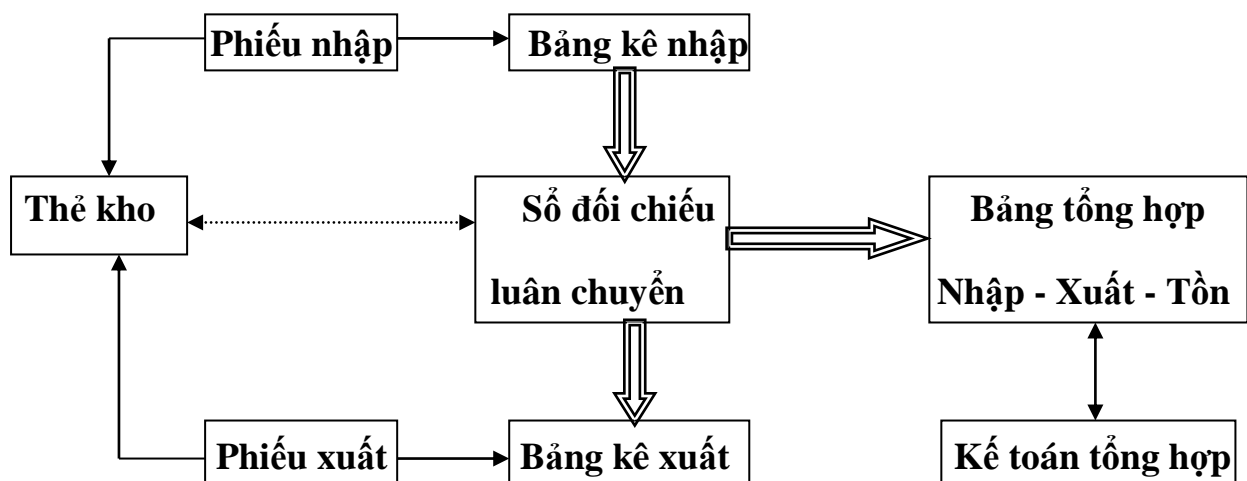 Phiếu nhập
Bảng kê nhập
Thẻ kho
Sổ đối chiếu
luân chuyển
Bảng tổng hợp
Nhập - Xuất - Tồn
Phiếu xuất
Bảng kê xuất
Kế toán tổng hợp